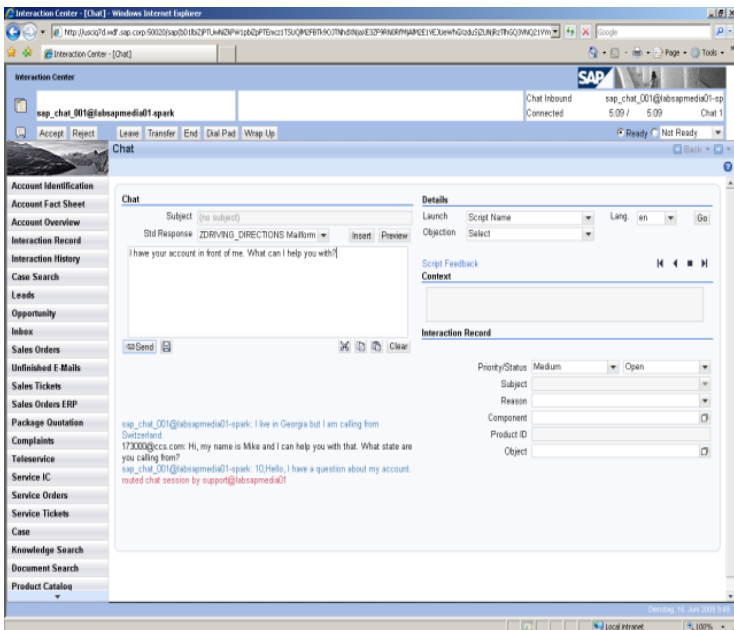 Interaction Center - [Chat] - Windows Internet Explorer
Google
Interaction Center - [Chat]
Page
Tools
Interaction Center
SAP
sap_chat_001@labsapmedia01.spark
Chat Inbound
sap_chat_001@labsapmedia01-sp
Connected
5:09 /
5:09
Chat 1
Accept
Reject
Leave
Transfer
End
Dial Pad
Wrap Up
Ready
Not Ready
Chat
Back
Account Identification
Account Fact Sheet
Account Overview
Interaction Record
Interaction History
Case Search
Leads
Opportunity
Inbox
Sales Orders
Unfinished E-Mails
Sales Tickets
Sales Orders ERP
Package Quotation
Complaints
Teleservice
Service IC
Service Orders
Service Tickets
Case
Knowledge Search
Document Search
Product Catalog
Chat
Subject
(no subject)
Std Response
ZDRIVING_DIRECTIONS Mailform
Insert
Preview
I have your account in front of me. What can I help you with?
Send
Clear
sap_chat_001@labsapmedia01-spark: I live in Georgia but I am calling from
Switzerland.
173000@ccs.com: Hi, my name is Mike and I can help you with that. What state are
you calling from?
sap_chat_001@labsapmedia01-spark: 10;Hello, I have a question about my account.
routed chat session by support@labsapmedia01
Details
Launch
Script Name
Lang.
en
Go
Objection
Select
Script Feedback
Context
Interaction Record
Priority/Status
Medium
Open
Subject
Reason
Component
Product ID
Object
Dienstag, 16. Juni 2009 9:49
Local intranet
100%